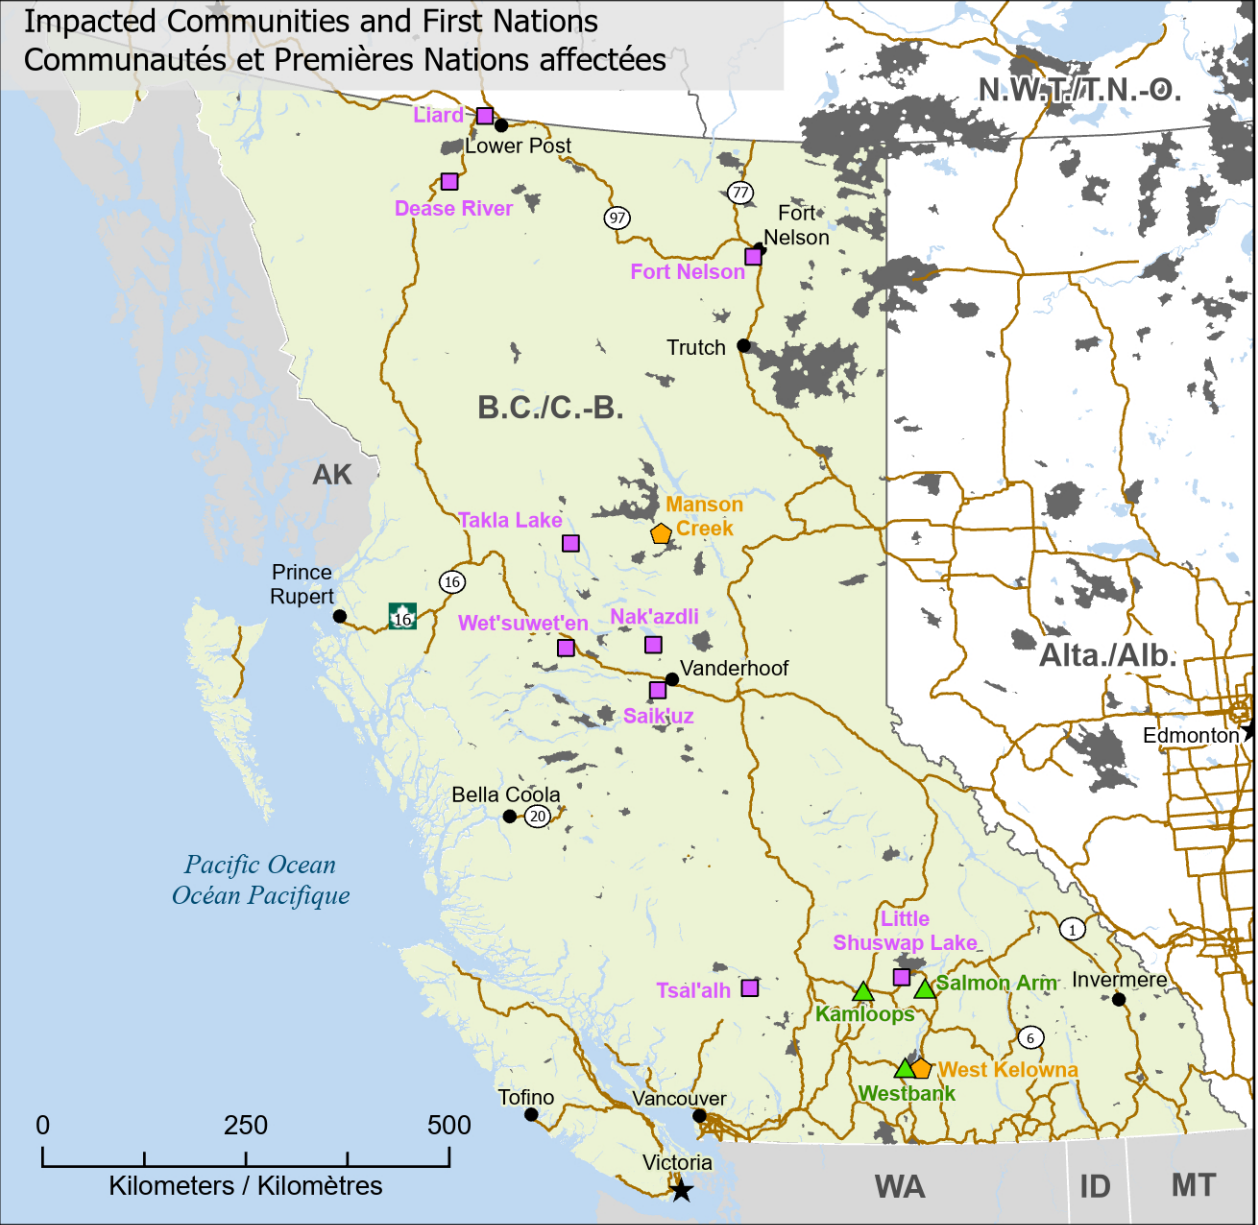 Impacted Communities and First Nations
Communautés et Premières Nations affectées
N.W.T./T.N.-O.
Liard
Lower Post
Dease River
77
97
Fort
Nelson
Fort Nelson
Trutch
B.C./C.-B.
AK
Manson
Creek
Takla Lake
Prince
Rupert
16
16
Wet'suwet'en
Nak'azdli
Vanderhoof
Alta./Alb.
Saik'uz
Edmonton
Bella Coola
20
Pacific Ocean
Océan Pacifique
Little
Shuswap Lake
1
Tsal'alh
Salmon Arm
Invermere
Kamloops
6
West Kelowna
Westbank
Tofino
Vancouver
0 250 500
Kilometers / Kilomètres
Victoria
WA
ID
MT